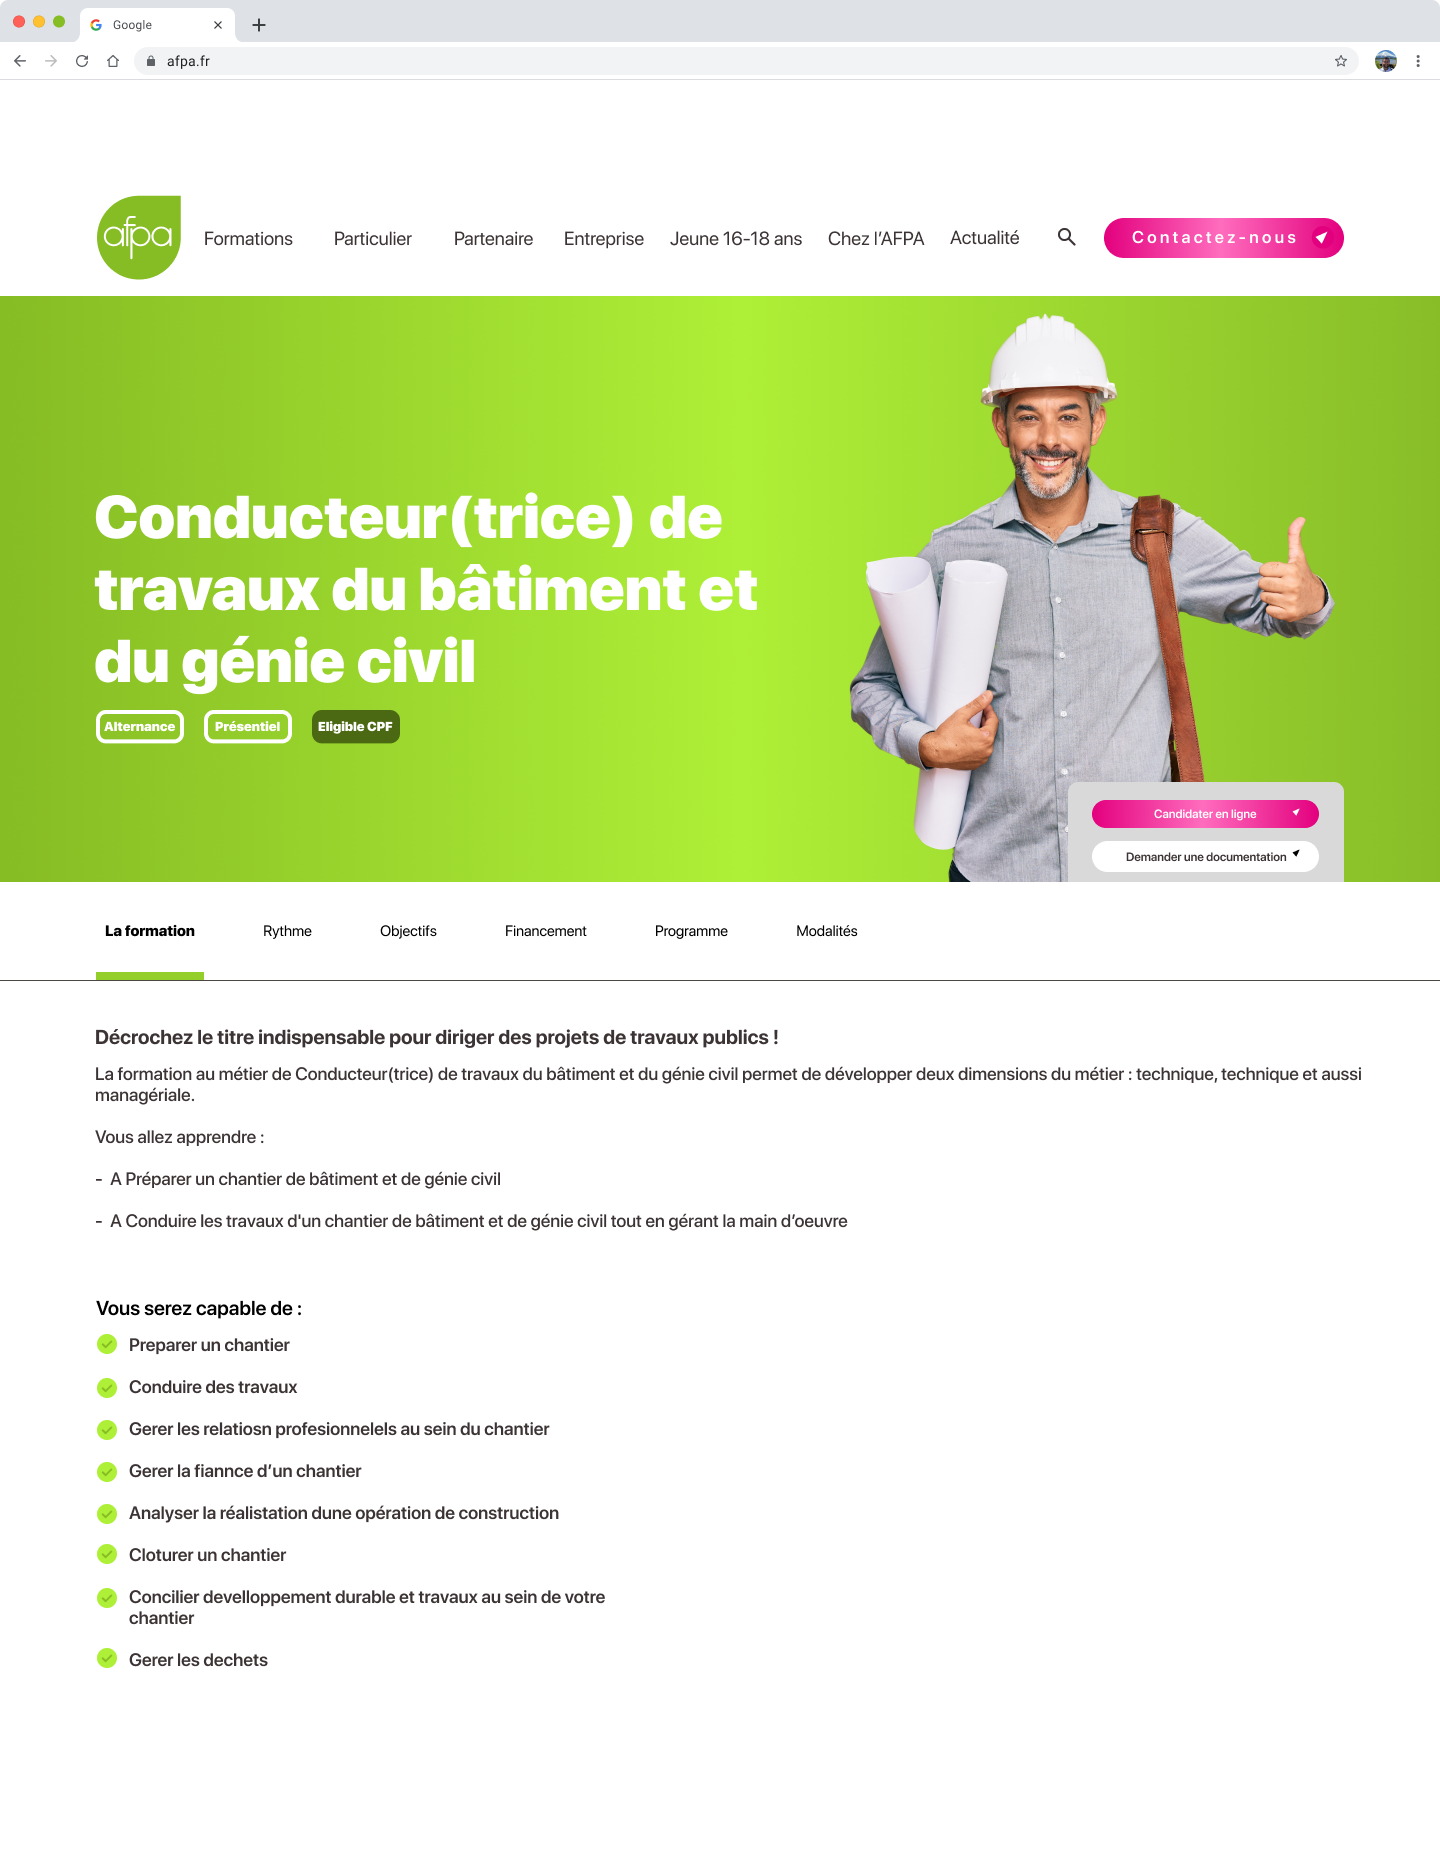 Google
afpa.fr
afpa
Formations
Particulier
Partenaire
Entreprise
Jeune 16-18 ans
Chez l’AFPA
Actualité
Contactez-nous
Conducteur(trice) de
travaux du bâtiment et
du génie civil
Alternance
Présentiel
Eligible CPF
Candidater en ligne
Demander une documentation
La formation
Rythme
Objectifs
Financement
Programme
Modalités
Décrochez le titre indispensable pour diriger des projets de travaux publics !
La formation au métier de Conducteur(trice) de travaux du bâtiment et du génie civil permet de développer deux dimensions du métier : technique, technique et aussi
managériale.
Vous allez apprendre :
- A Préparer un chantier de bâtiment et de génie civil
- A Conduire les travaux d'un chantier de bâtiment et de génie civil tout en gérant la main d’oeuvre
Vous serez capable de :
Preparer un chantier
Conduire des travaux
Gerer les relatiosn profesionnelels au sein du chantier
Gerer la fiannce d’un chantier
Analyser la réalistation dune opération de construction
Cloturer un chantier
Concilier develloppement durable et travaux au sein de votre
chantier
Gerer les dechets